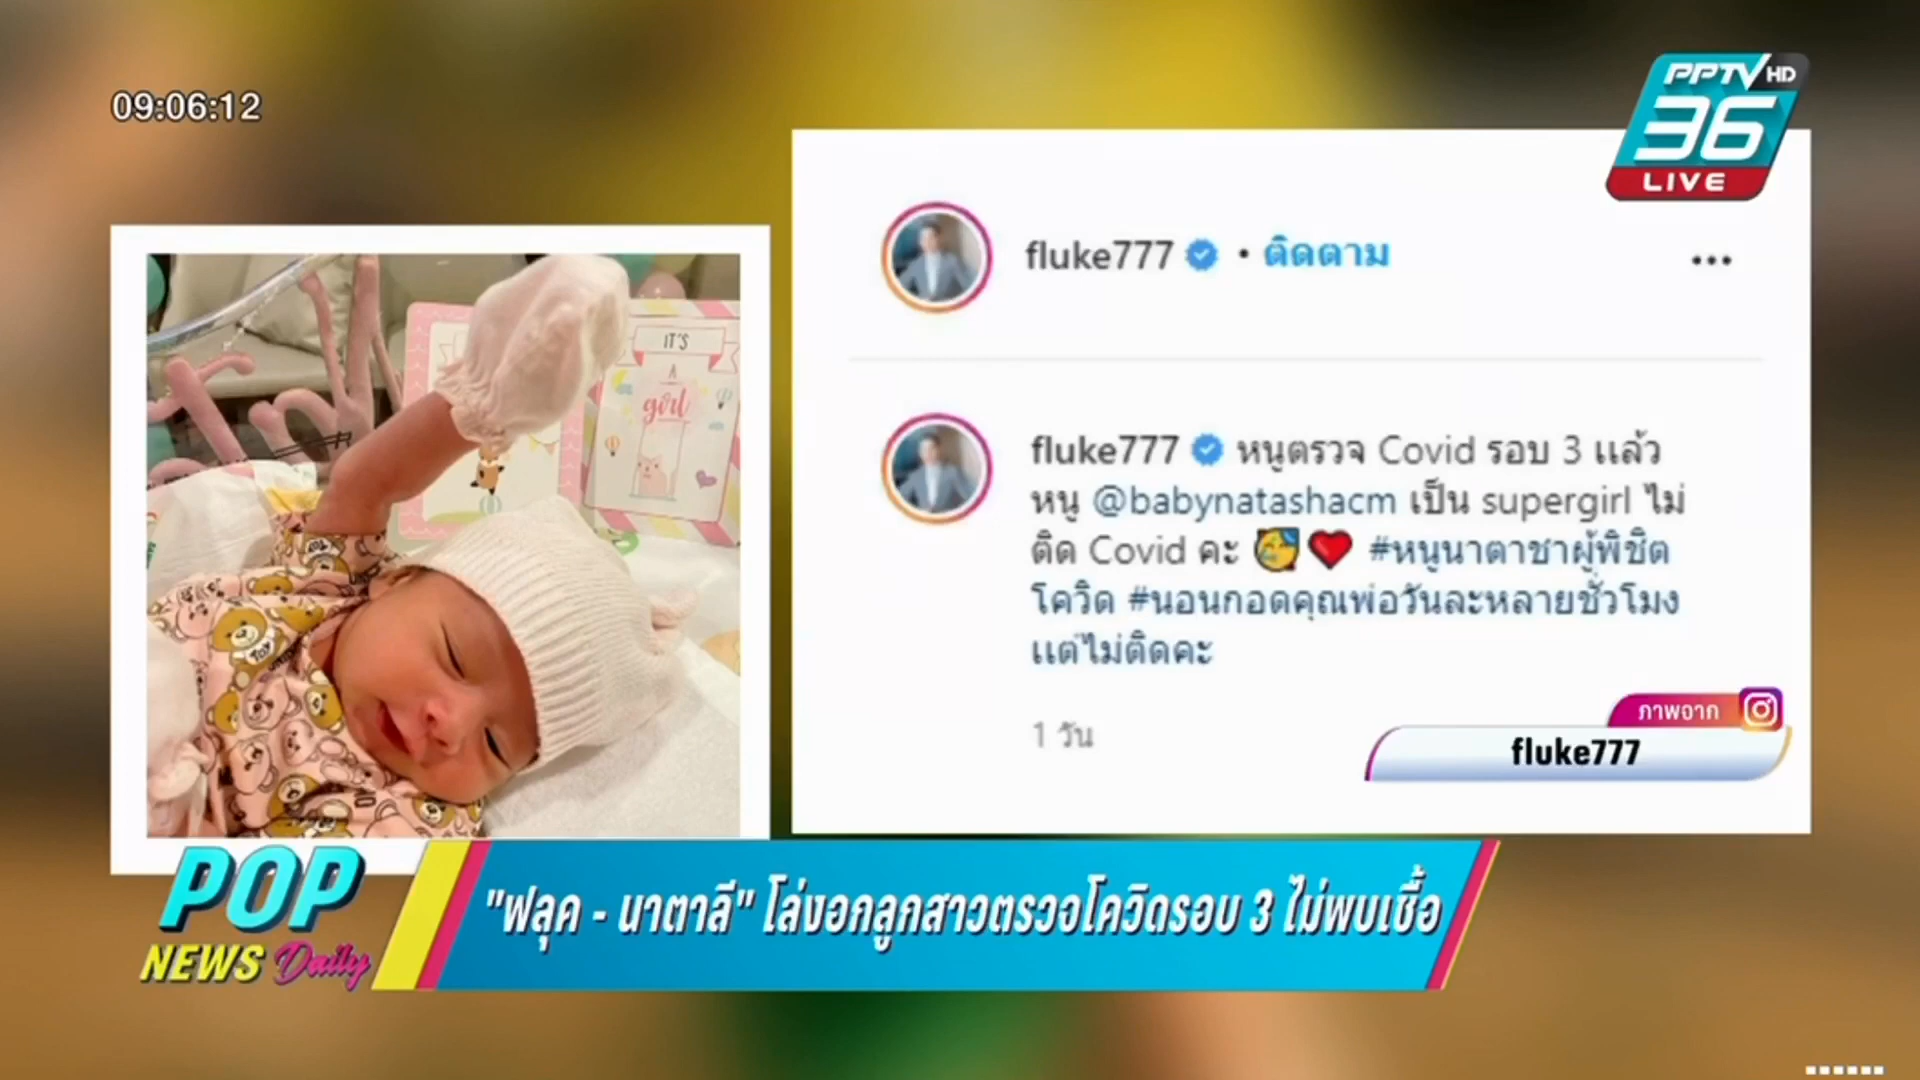 09:06:12
PPTV HD
36
LIVE
IT'S
A
girl
fluke777 • ติดตาม
fluke777 หนูตรวจ Covid รอบ 3 แล้ว
หนู @babynatashacm เป็น supergirl ไม่
ติด Covid คะ 🥳❤️ #หนูนาตาชาผู้พิชิต
โควิด #นอนกอดคุณพ่อวันละหลายชั่วโมง
แต่ไม่ติดคะ
1 วัน
ภาพจาก
fluke777
POP
NEWS Daily
"ฟลุค - นาตาลี" โล่งอกลูกสาวตรวจโควิดรอบ 3 ไม่พบเชื้อ